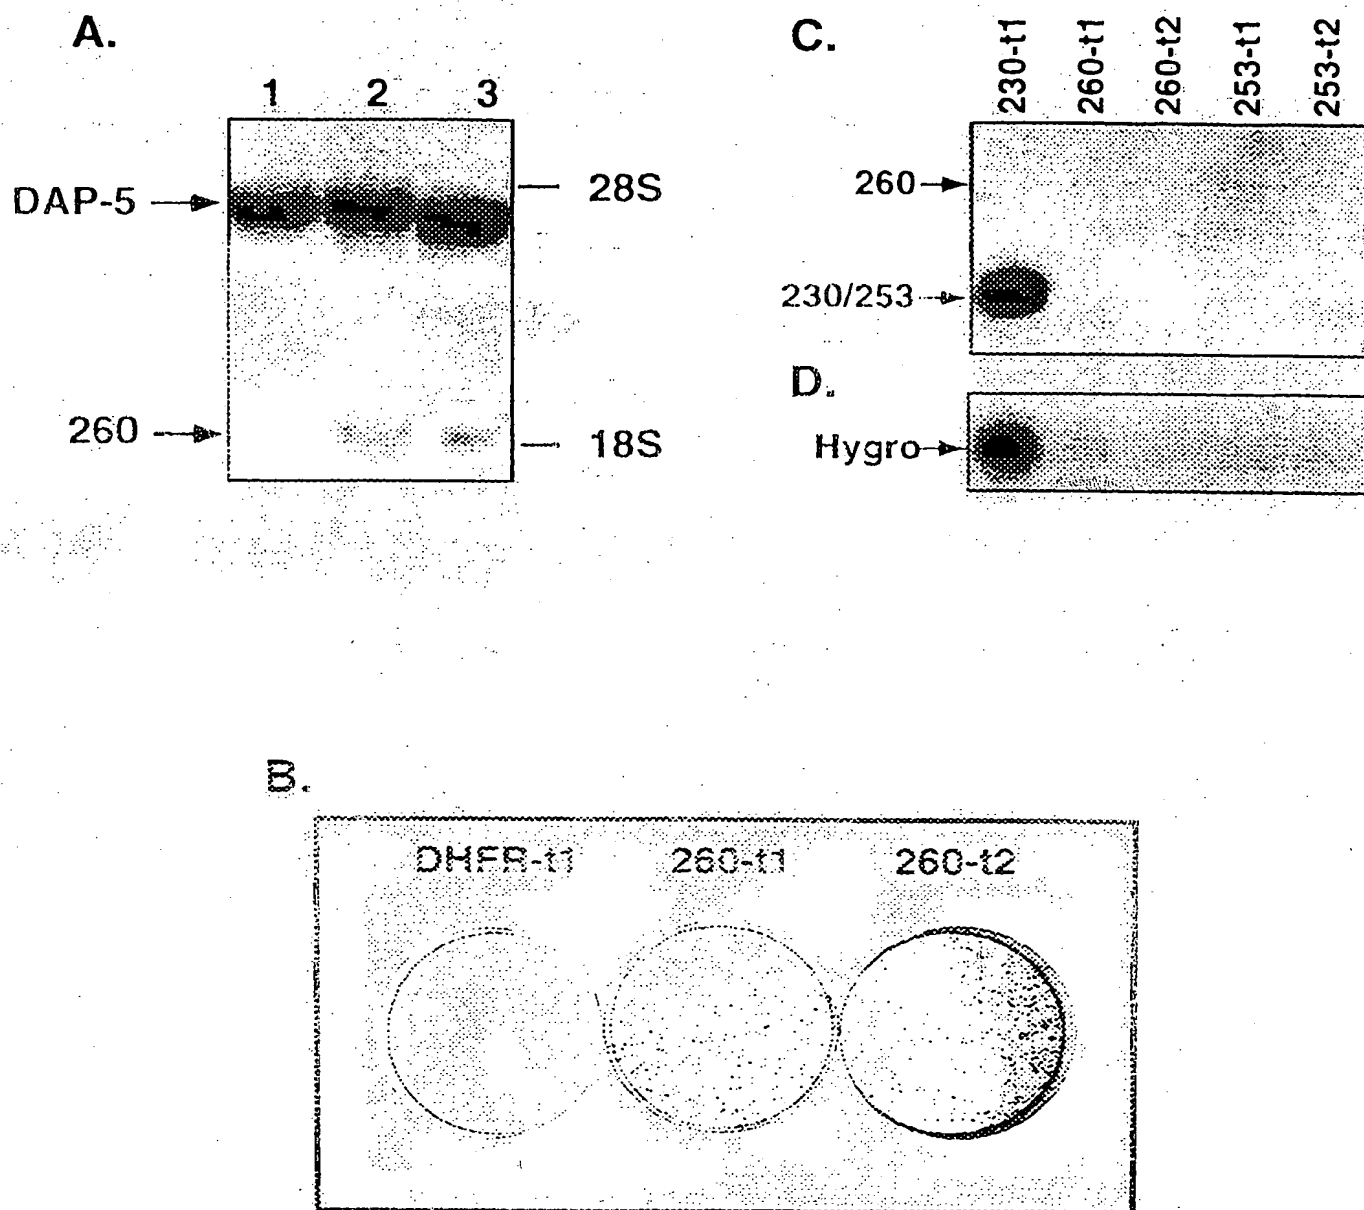 A.
1 2 3
DAP-5
28S
260
18S
C.
230-t1
260-t1
260-t2
253-t1
253-t2
260
230/253
D.
Hygro
B.
DHFR-t1 260-t1 260-t2